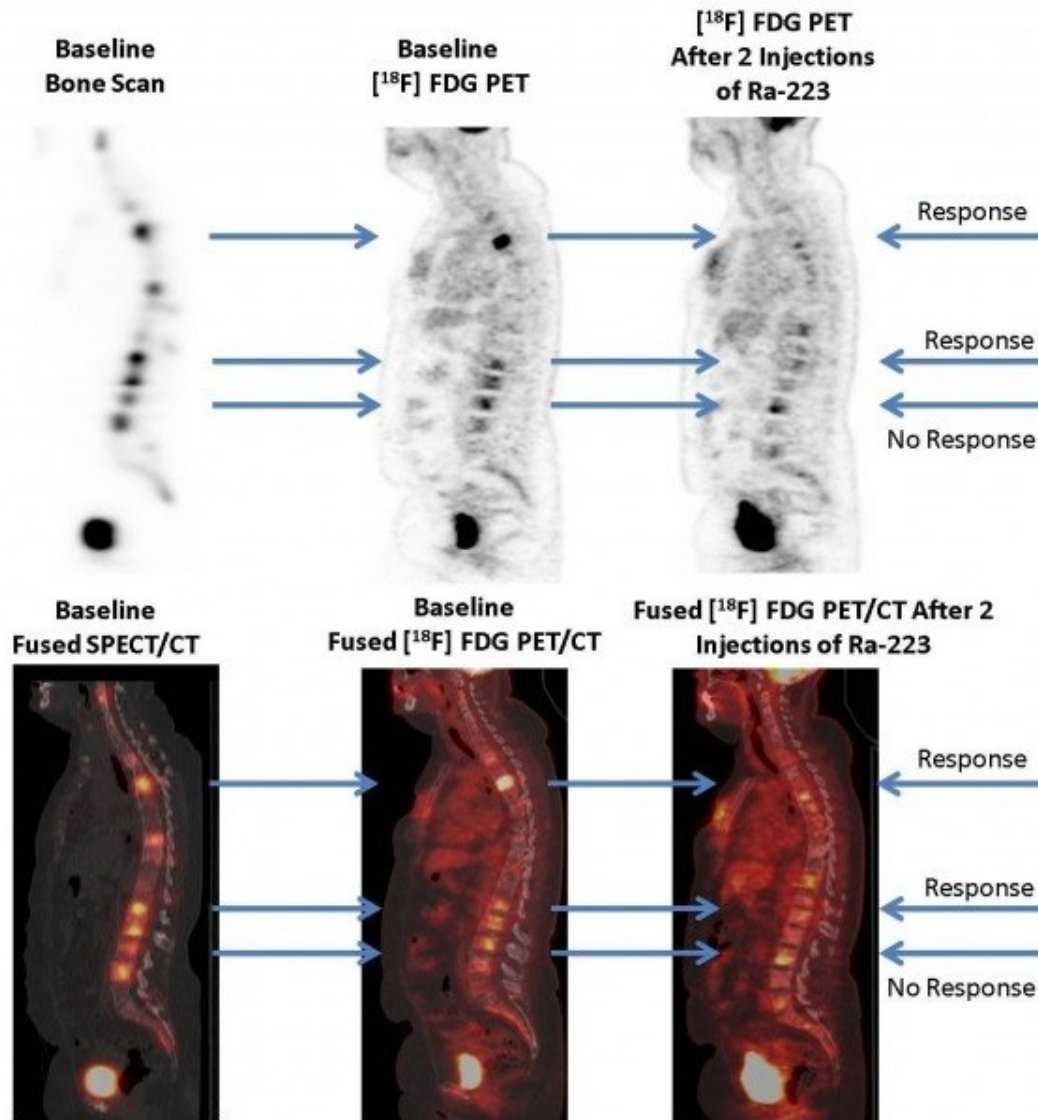 Baseline
Bone Scan
Baseline
[¹⁸F] FDG PET
[¹⁸F] FDG PET
After 2 Injections
of Ra-223
Response
Response
No Response
Baseline
Fused SPECT/CT
Baseline
Fused [¹⁸F] FDG PET/CT
Fused [¹⁸F] FDG PET/CT After 2
Injections of Ra-223
Response
Response
No Response